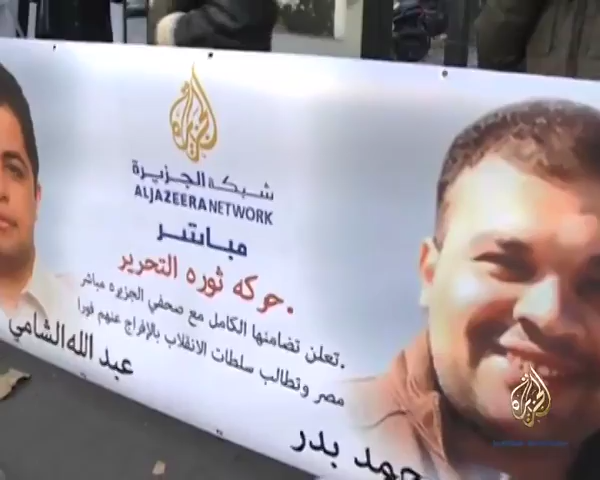 شبكة الجزيرة
ALJAZEERA NETWORK
مباشر
.حركه ثوره التحرير
.تعلن تضامنها الكامل مع صحفي الجزيره مباشر
مصر وتطالب سلطات الانقلاب بالإفراج عنهم فورا
عبد الله الشامي
حمد بدر